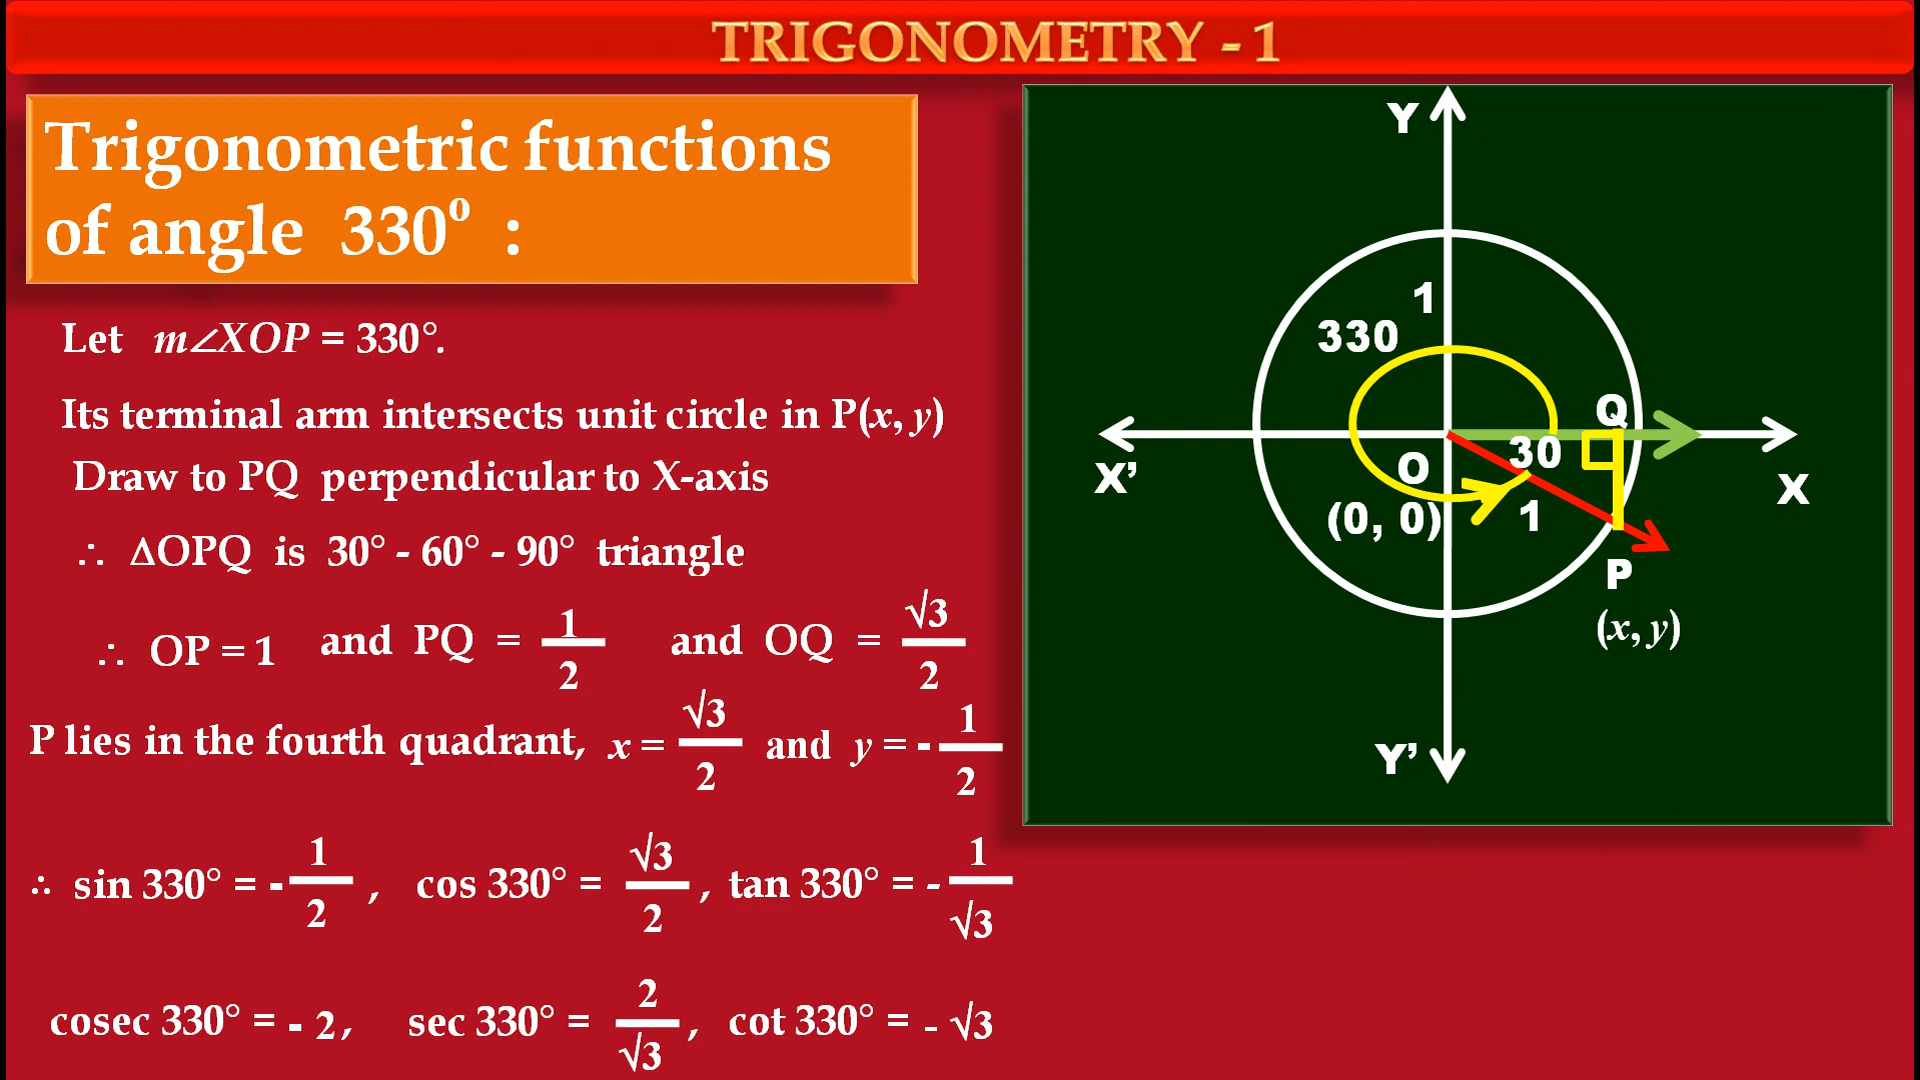 TRIGONOMETRY - 1
Trigonometric functions
of angle 330° :
Let m∠XOP = 330°.
Its terminal arm intersects unit circle in P(x, y)
Draw to PQ perpendicular to X-axis
∴ ΔOPQ is 30° - 60° - 90° triangle
∴ OP = 1 and PQ = 1/2 and OQ = √3/2
P lies in the fourth quadrant, x = √3/2 and y = - 1/2
∴ sin 330° = - 1/2 , cos 330° = √3/2 , tan 330° = - 1/√3
cosec 330° = - 2 , sec 330° = 2/√3 , cot 330° = - √3
Y
1
330
Q
30
X’
O
X
(0, 0)
1
P
(x, y)
Y’